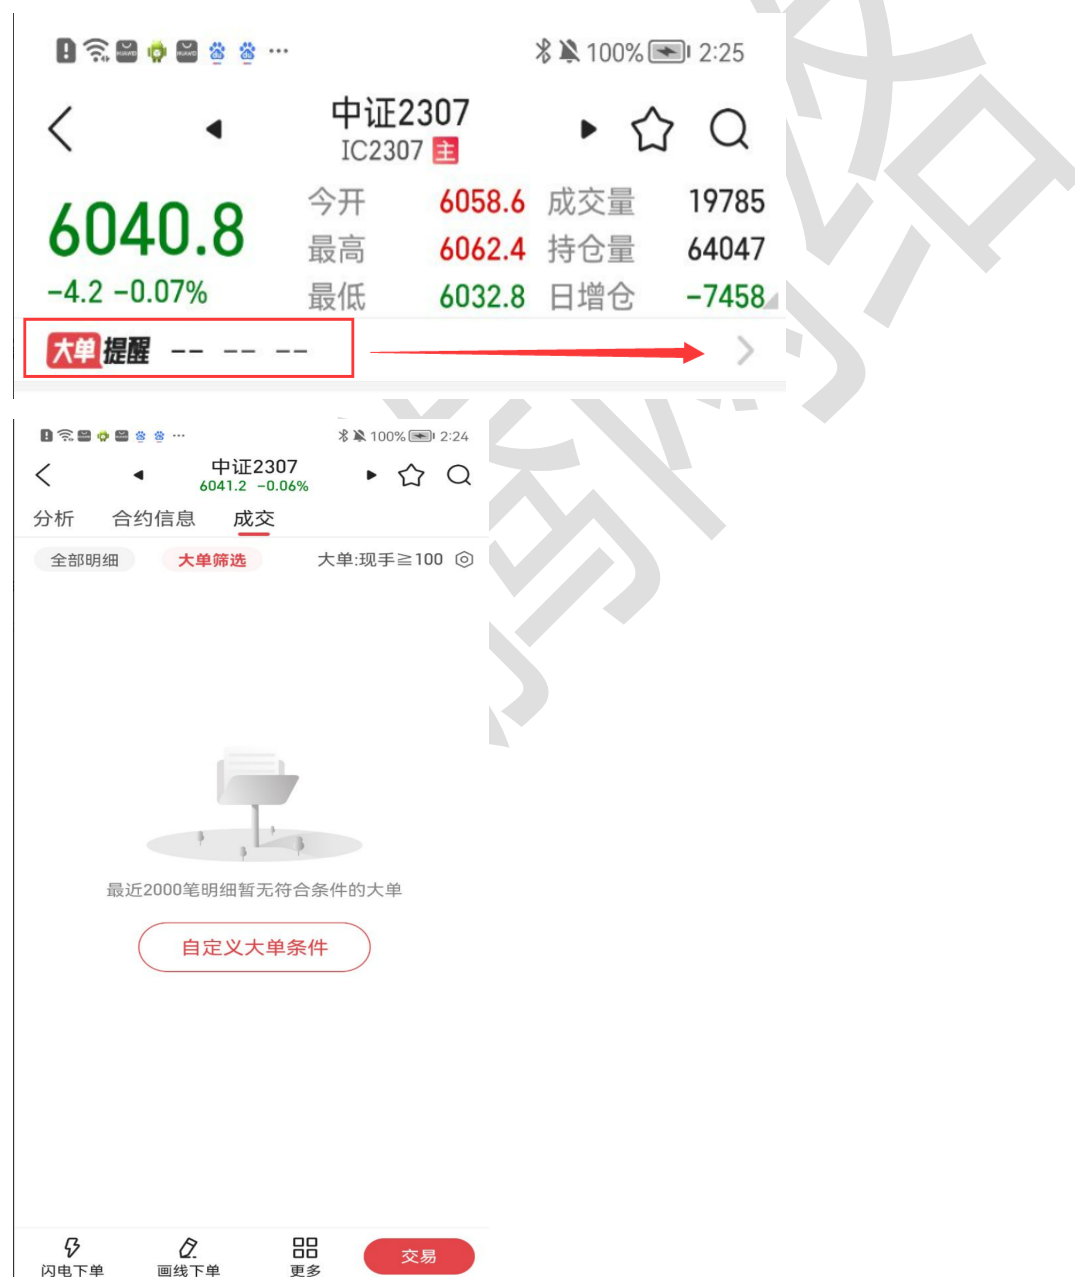 100% 2:25
中证2307
IC2307 主
6040.8
-4.2 -0.07%
今开 6058.6 成交量 19785
最高 6062.4 持仓量 64047
最低 6032.8 日增仓 -7458
大单提醒 -- -- --
100% 2:24
中证2307
6041.2 -0.06%
分析 合约信息 成交
全部明细 大单筛选 大单:现手≧100
最近2000笔明细暂无符合条件的大单
自定义大单条件
闪电下单 画线下单 更多 交易